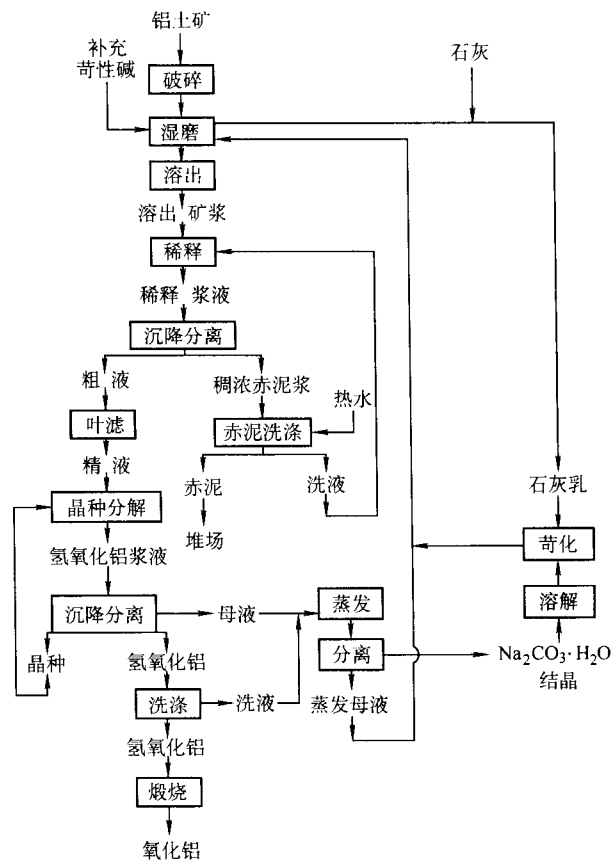 铝土矿
补充
苛性碱
石灰
破碎
湿磨
溶出
溶出 矿浆
稀释
稀释 浆液
沉降分离
粗 液
稠浓赤泥浆
热水
叶滤
赤泥洗涤
精 液
赤泥
洗液
石灰乳
晶种分解
堆场
苛化
氢氧化铝浆液
溶解
沉降分离
母液
蒸发
晶种
氢氧化铝
分离
Na₂CO₃·H₂O
结晶
洗涤
洗液
蒸发母液
氢氧化铝
煅烧
氧化铝